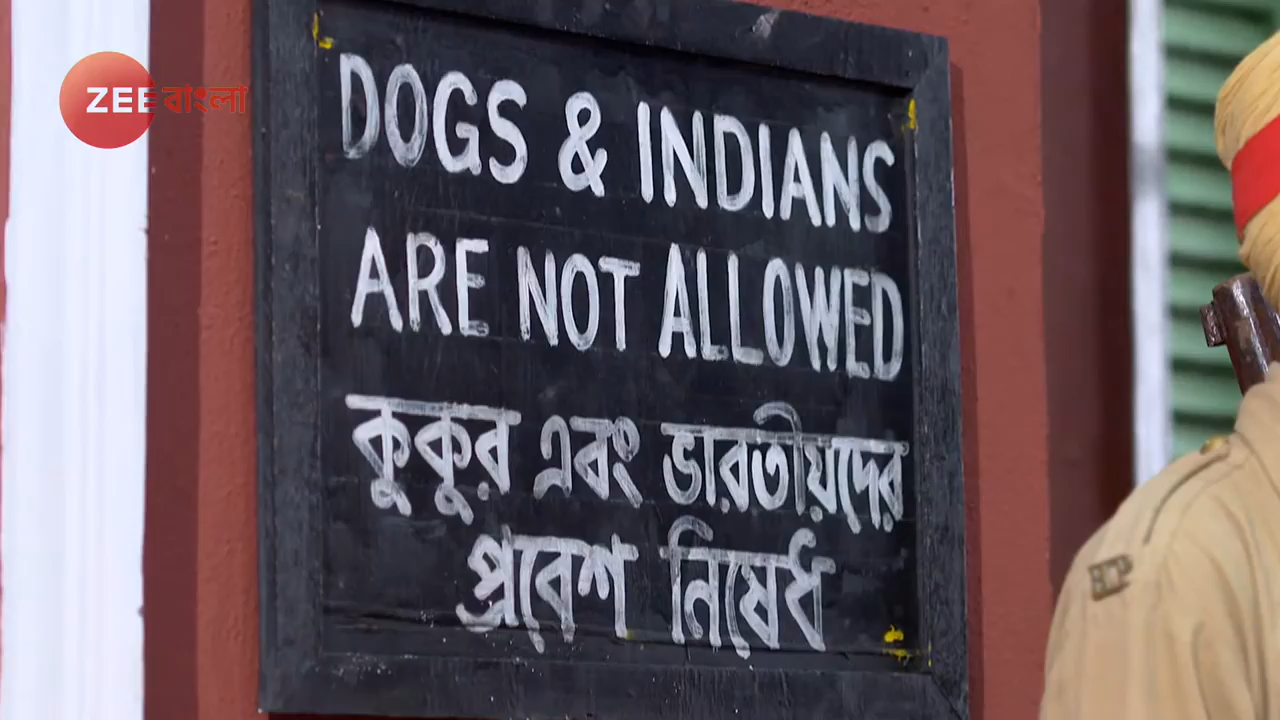 ZEE বাংলা
DOGS & INDIANS
ARE NOT ALLOWED
কুকুর এবং ভারতীয়দের
প্রবেশ নিষেধ